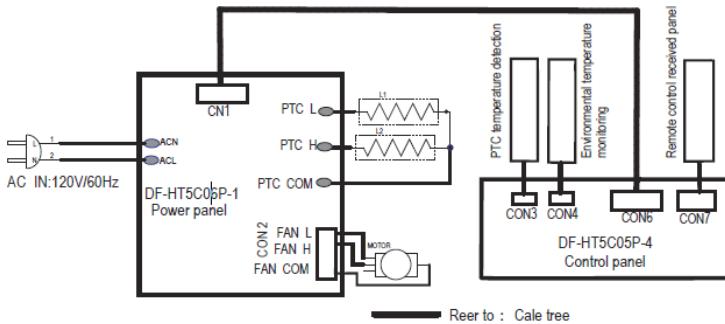 CN1
PTC L
L1
PTC H
L2
PTC COM
L
1
ACN
N
2
ACL
AC IN:120V/60Hz
DF-HT5C06P-1
Power panel
CON2
FAN L
FAN H
FAN COM
MOTOR
PTC temperature detection
Environmental temperature
monitoring
Remote control received panel
CON3
CON4
CON6
CON7
DF-HT5C05P-4
Control panel
Reer to : Cale tree